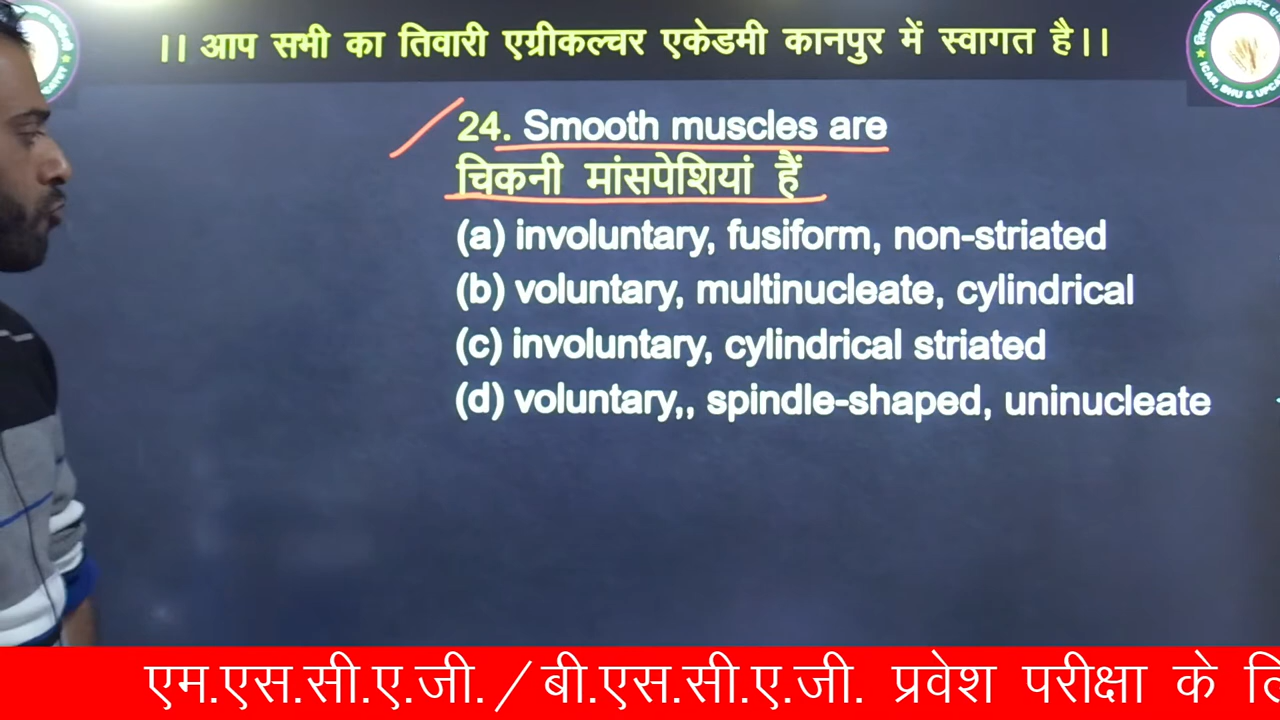 ।। आप सभी का तिवारी एग्रीकल्चर एकेडमी कानपुर में स्वागत है।।
24. Smooth muscles are
चिकनी मांसपेशियां हैं
(a) involuntary, fusiform, non-striated
(b) voluntary, multinucleate, cylindrical
(c) involuntary, cylindrical striated
(d) voluntary,, spindle-shaped, uninucleate
एम.एस.सी.ए.जी./बी.एस.सी.ए.जी. प्रवेश परीक्षा के